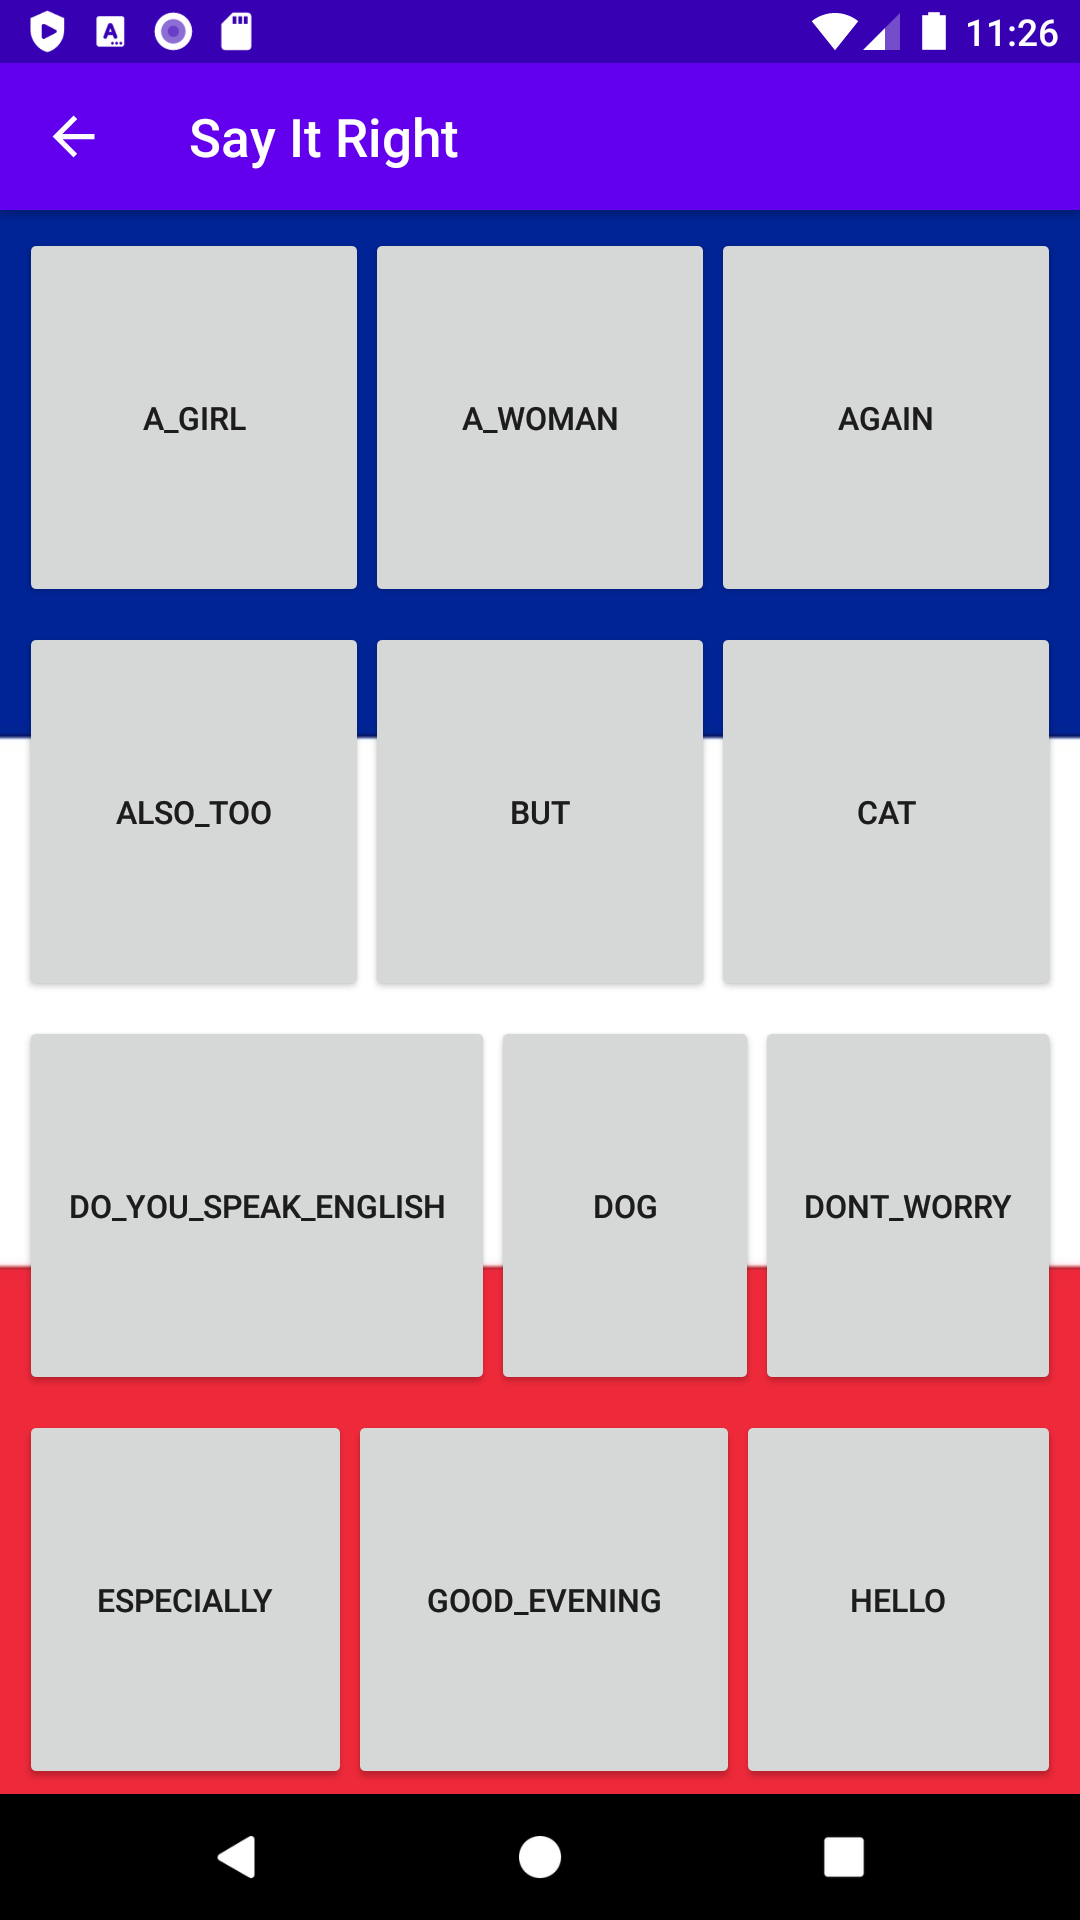 11:26
Say It Right
A_GIRL
A_WOMAN
AGAIN
ALSO_TOO
BUT
CAT
DO_YOU_SPEAK_ENGLISH
DOG
DONT_WORRY
ESPECIALLY
GOOD_EVENING
HELLO